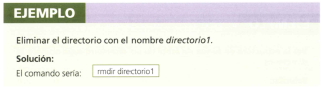 EJEMPLO
Eliminar el directorio con el nombre directorio1.
Solución:
El comando sería: rmdir directorio1